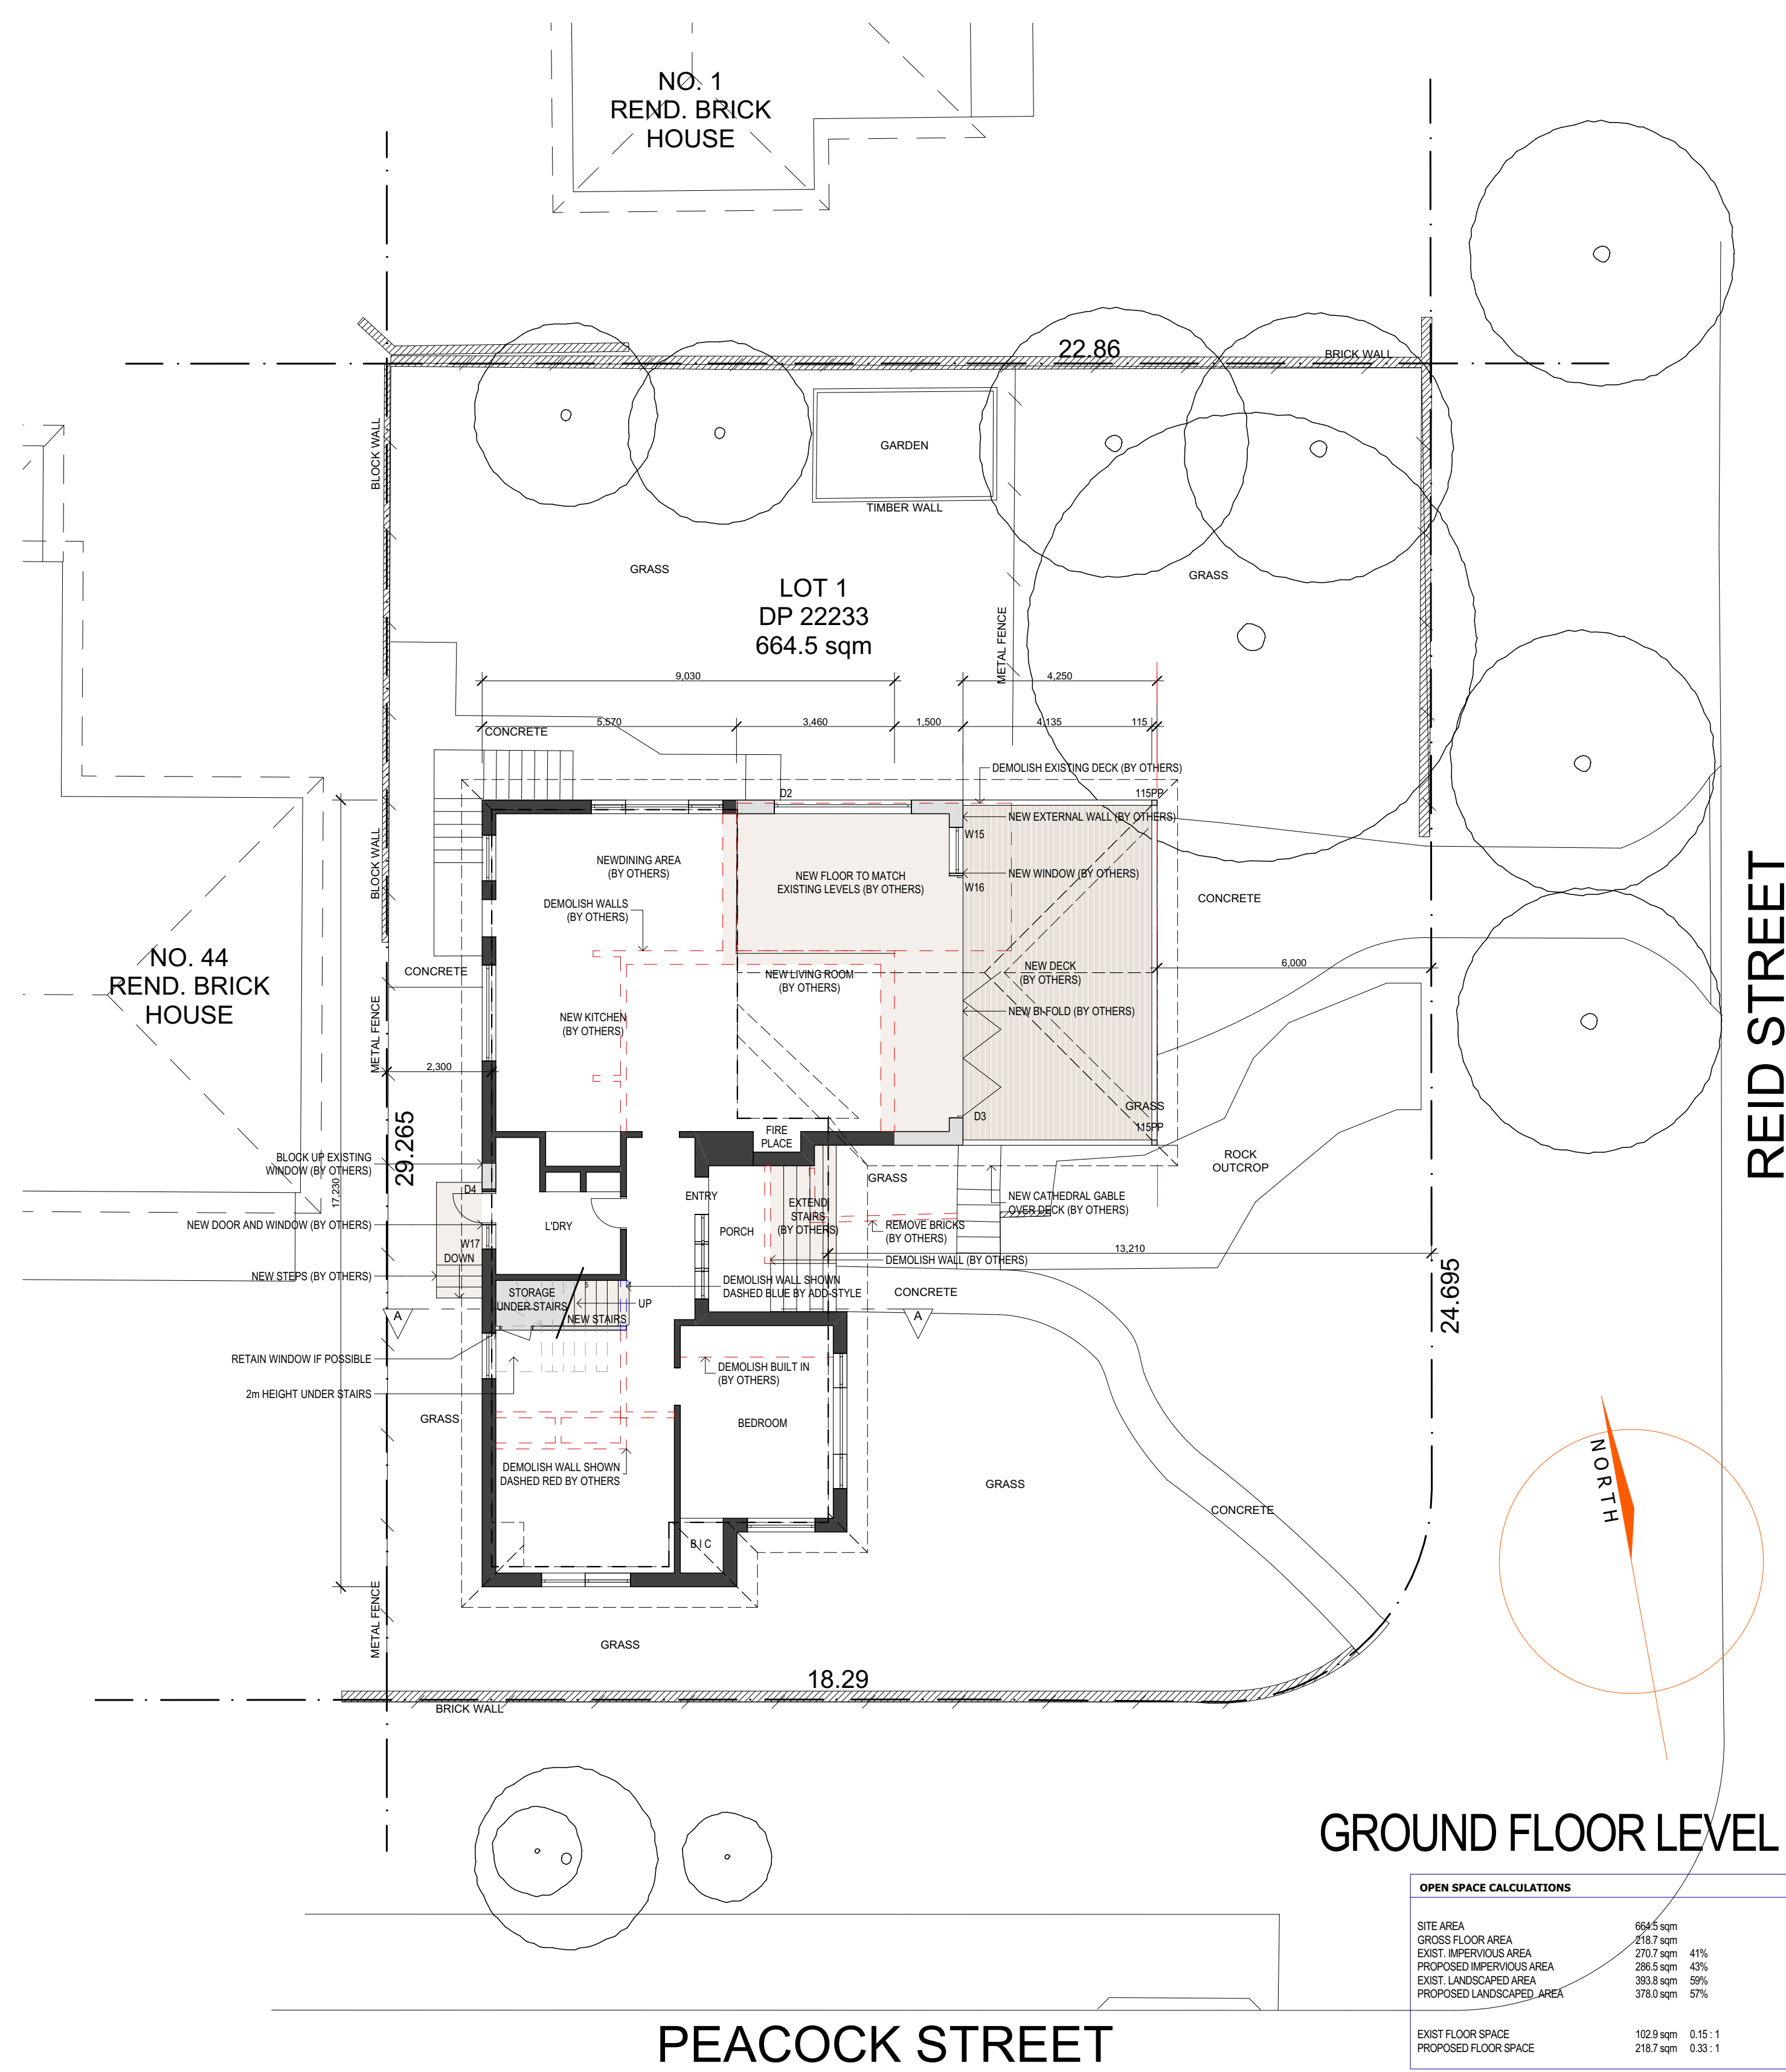 NO. 1
REND. BRICK
HOUSE
22.86
BRICK WALL
BLOCK WALL
GARDEN
TIMBER WALL
GRASS
GRASS
LOT 1
DP 22233
664.5 sqm
METAL FENCE
9,030
4,250
5,570
3,460
1,500
4,135
115
CONCRETE
DEMOLISH EXISTING DECK (BY OTHERS)
D2
115PP
NEW EXTERNAL WALL (BY OTHERS)
W15
BLOCK WALL
NEWDINING AREA
(BY OTHERS)
NEW FLOOR TO MATCH
EXISTING LEVELS (BY OTHERS)
NEW WINDOW (BY OTHERS)
W16
CONCRETE
DEMOLISH WALLS
(BY OTHERS)
REID STREET
NO. 44
REND. BRICK
HOUSE
CONCRETE
NEW LIVING ROOM
(BY OTHERS)
NEW DECK
(BY OTHERS)
6,000
METAL FENCE
NEW KITCHEN
(BY OTHERS)
NEW BI-FOLD (BY OTHERS)
2,300
GRASS
D3
115PP
29.265
FIRE
PLACE
BLOCK UP EXISTING
WINDOW (BY OTHERS)
ROCK
OUTCROP
17,230
GRASS
D4
ENTRY
EXTEND
STAIRS
(BY OTHERS)
NEW CATHEDRAL GABLE
OVER DECK (BY OTHERS)
NEW DOOR AND WINDOW (BY OTHERS)
L'DRY
PORCH
REMOVE BRICKS
(BY OTHERS)
W17
DOWN
13,210
DEMOLISH WALL (BY OTHERS)
NEW STEPS (BY OTHERS)
STORAGE
UNDER STAIRS
5
DEMOLISH WALL SHOWN
DASHED BLUE BY ADD-STYLE
CONCRETE
24.695
UP
NEW STAIRS
A
A
RETAIN WINDOW IF POSSIBLE
DEMOLISH BUILT IN
(BY OTHERS)
2m HEIGHT UNDER STAIRS
GRASS
BEDROOM
DEMOLISH WALL SHOWN
DASHED RED BY OTHERS
GRASS
CONCRETE
NORTH
B I C
METAL FENCE
GRASS
18.29
BRICK WALL
GROUND FLOOR LEVEL
OPEN SPACE CALCULATIONS
SITE AREA 664.5 sqm
GROSS FLOOR AREA 218.7 sqm
EXIST. IMPERVIOUS AREA 270.7 sqm 41%
PROPOSED IMPERVIOUS AREA 286.5 sqm 43%
EXIST. LANDSCAPED AREA 393.8 sqm 59%
PROPOSED LANDSCAPED AREA 378.0 sqm 57%
EXIST FLOOR SPACE 102.9 sqm 0.15 : 1
PROPOSED FLOOR SPACE 218.7 sqm 0.33 : 1
PEACOCK STREET